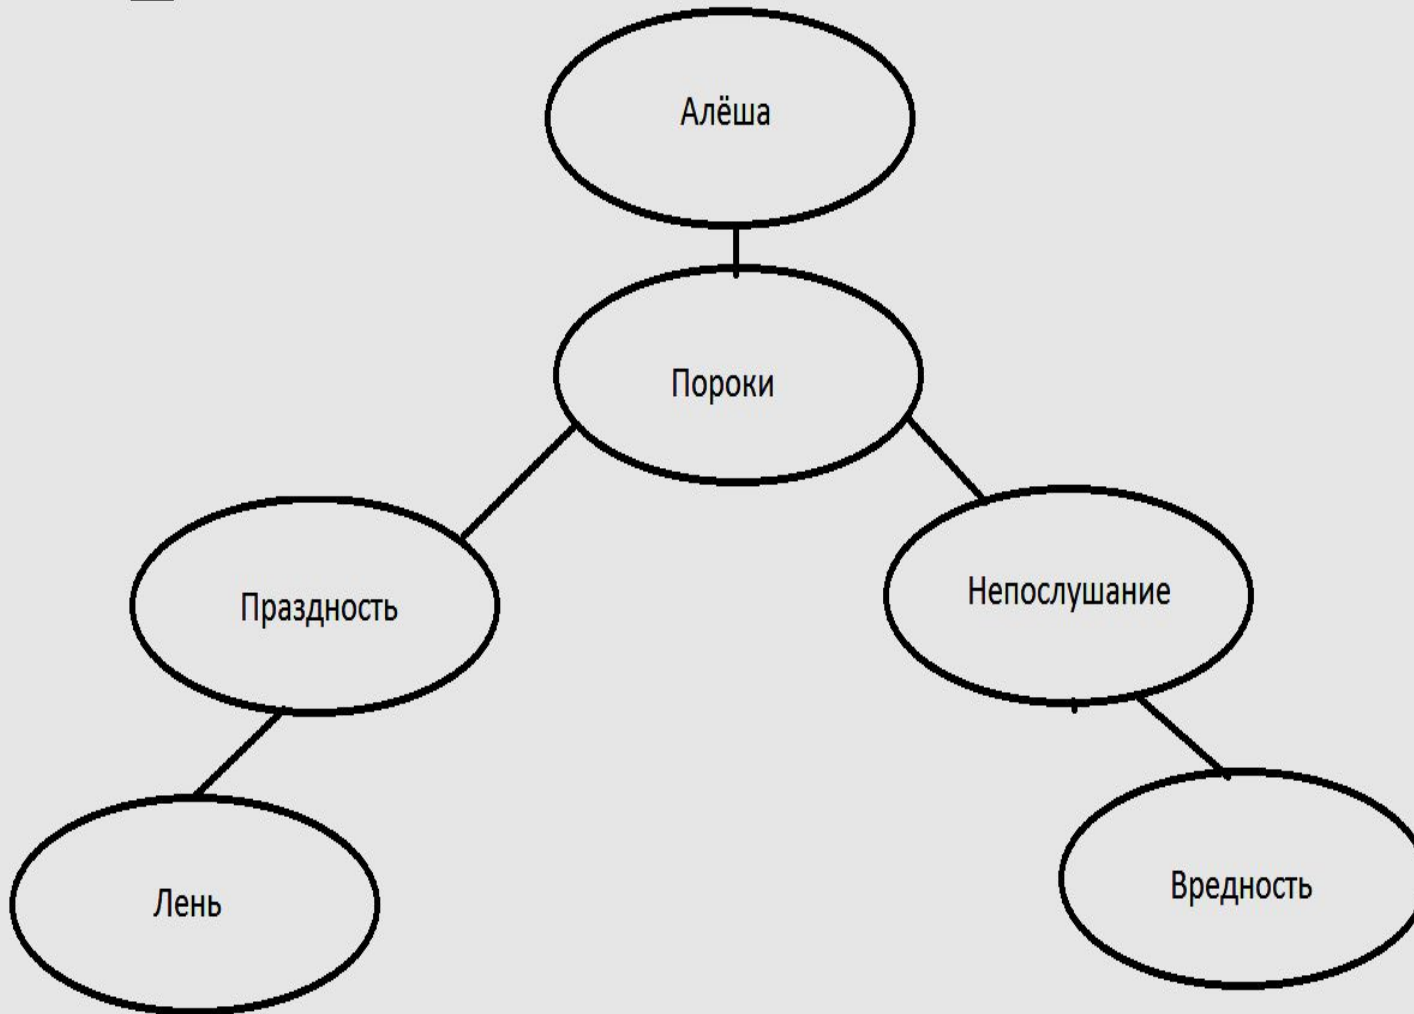 Алёша
Пороки
Праздность
Непослушание
Лень
Вредность